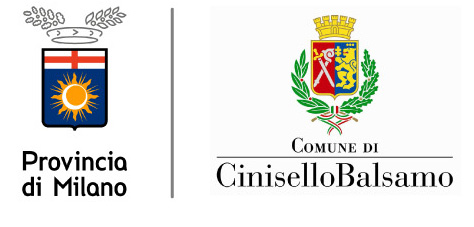 Provincia
di Milano
Comune di
CiniselloBalsamo